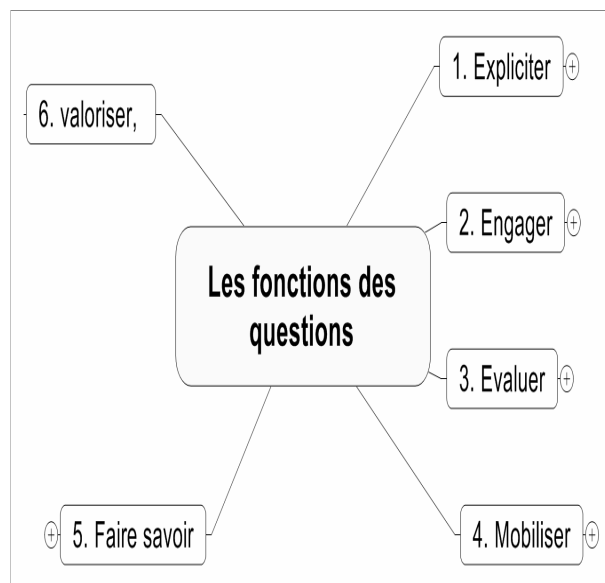 Les fonctions des
questions
1. Expliciter
2. Engager
3. Evaluer
4. Mobiliser
5. Faire savoir
6. valoriser,